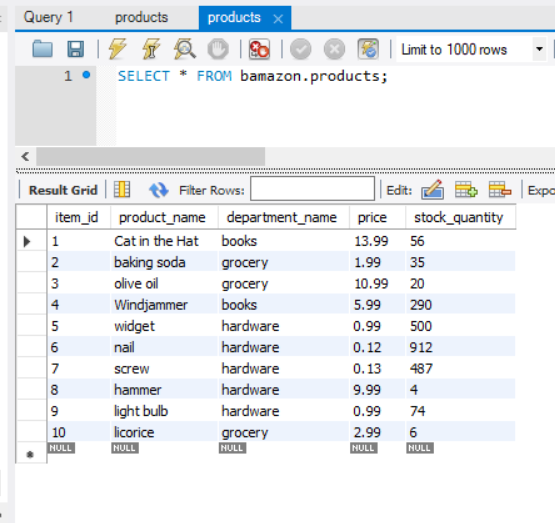 Query 1 products products
Limit to 1000 rows
1 SELECT * FROM bamazon.products;
Result Grid Filter Rows: Edit: Expo
item_id product_name department_name price stock_quantity
1 Cat in the Hat books 13.99 56
2 baking soda grocery 1.99 35
3 olive oil grocery 10.99 20
4 Windjammer books 5.99 290
5 widget hardware 0.99 500
6 nail hardware 0.12 912
7 screw hardware 0.13 487
8 hammer hardware 9.99 4
9 light bulb hardware 0.99 74
10 licorice grocery 2.99 6
NULL NULL NULL NULL NULL